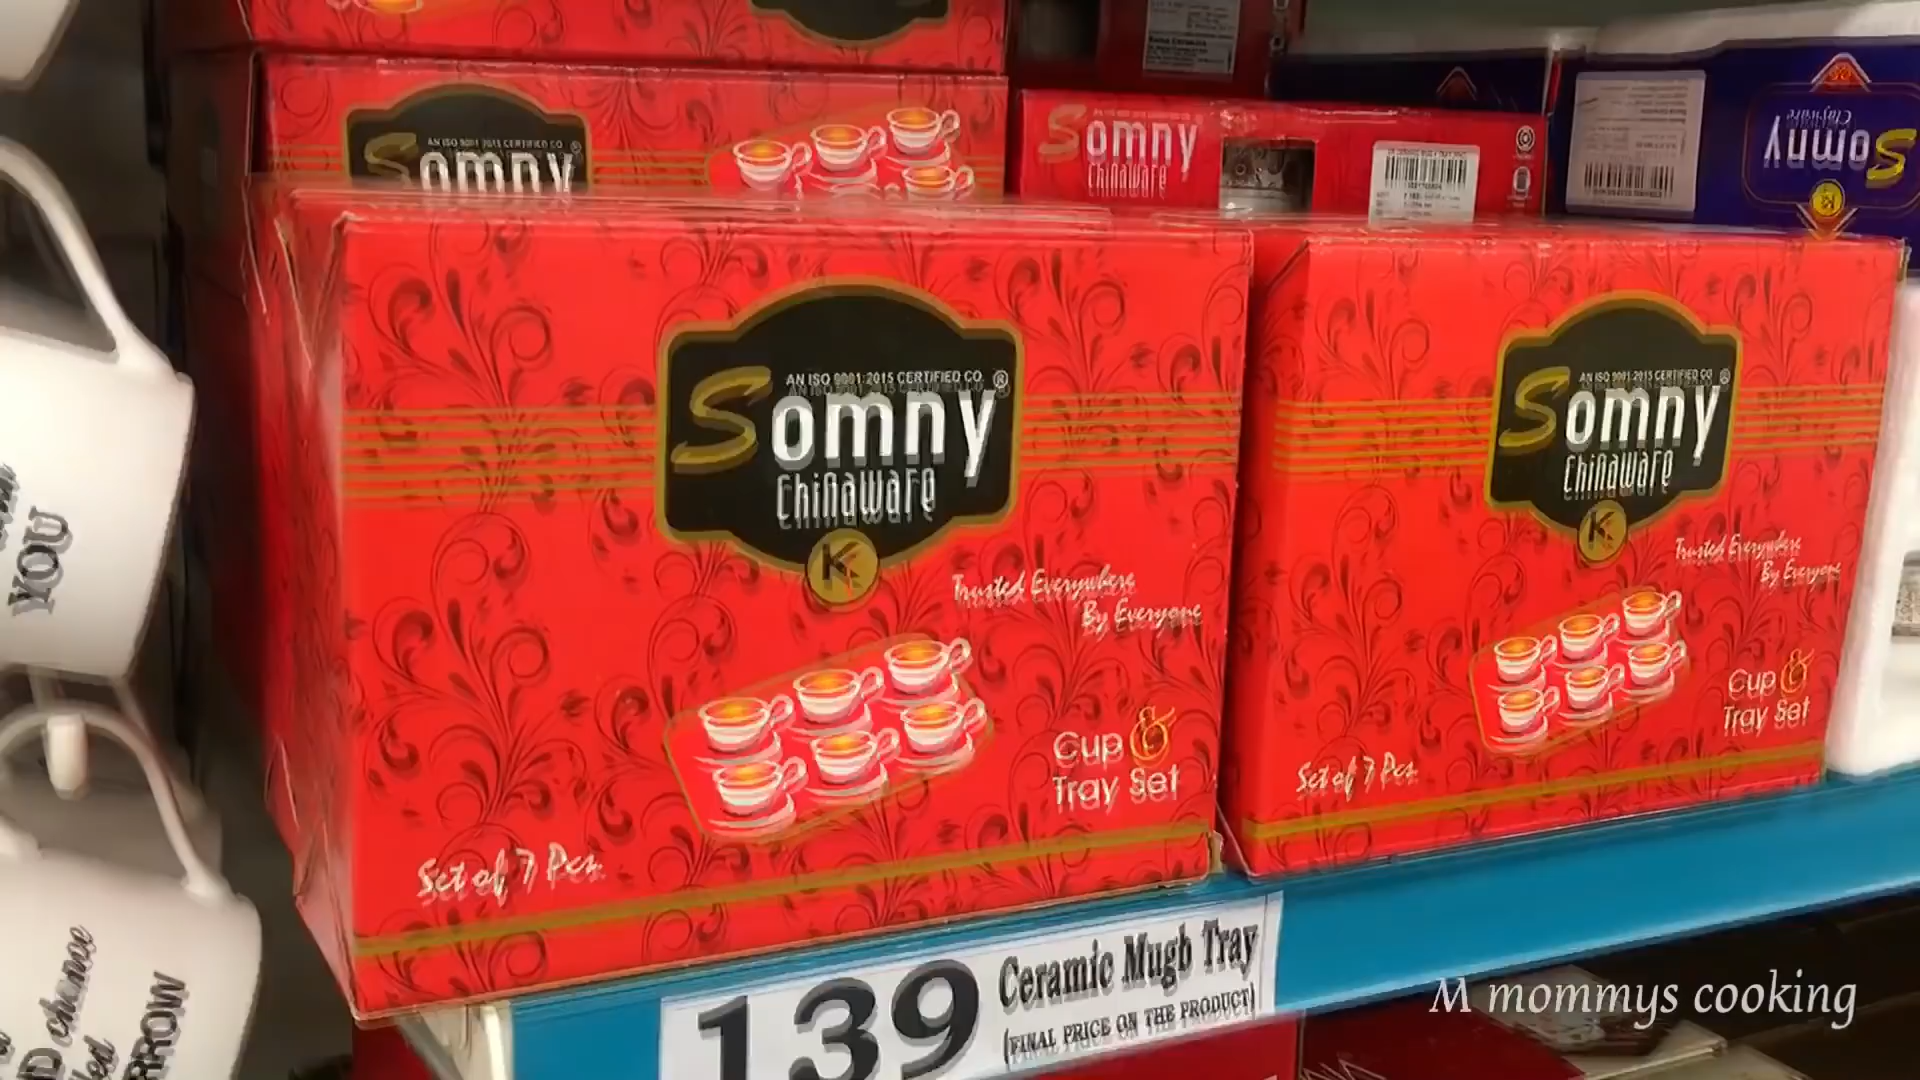 AN ISO 9001:2015 CERTIFIED CO.
Somny
Somny
Chinaware
Somny
Chinaware
AN ISO 9001:2015 CERTIFIED CO. ®
Somny
Chinaware
K
Trusted Everywhere
By Everyone
Cup &
Tray Set
Set of 7 Pcs.
AN ISO 9001:2015 CERTIFIED CO ®
Somny
Chinaware
K
Trusted Everywhere
By Everyone
Cup &
Tray Set
Set of 7 Pcs.
YOU
chance
139
Ceramic Mugb Tray
(FINAL PRICE ON THE PRODUCT)
M mommys cooking